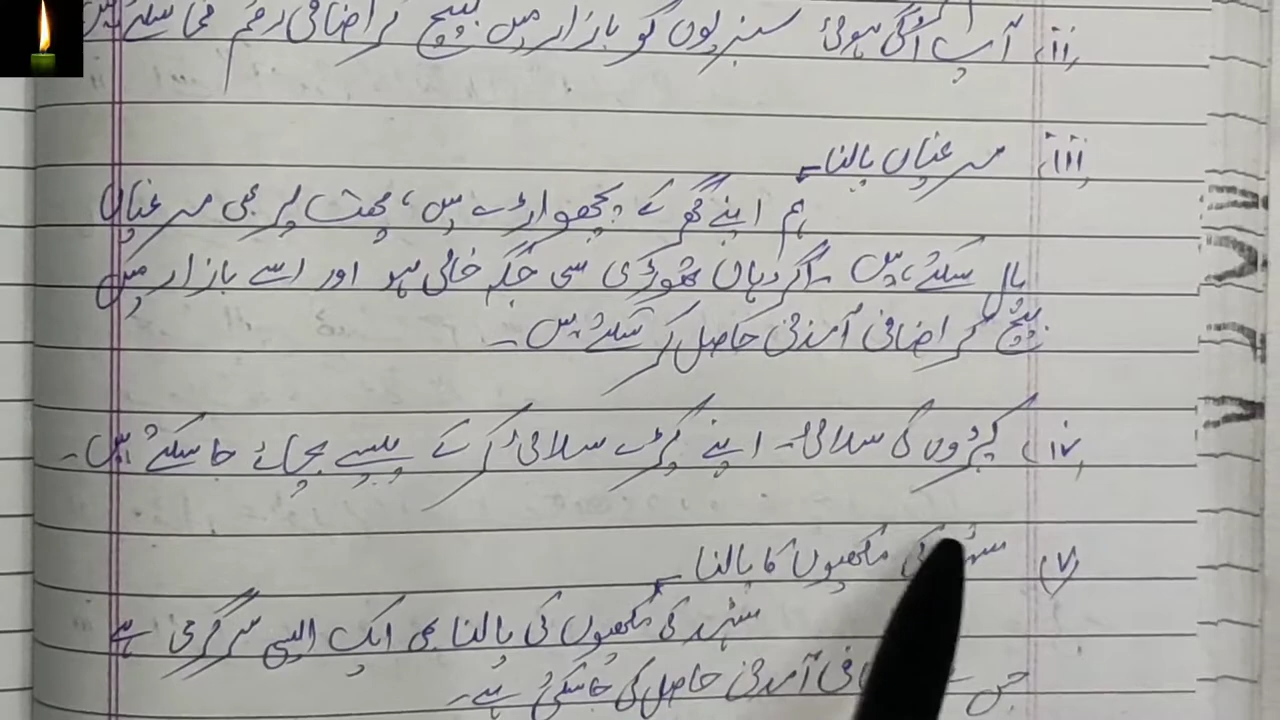 (ii آپ اگی ہوئی سبزیوں کو بازار میں بیچ کر اضافی رقم کما سکتے ہیں
(iii مرغیاں پالنا۔
ہم اپنے گھر کے پچھواڑے میں، چھت پر بھی مرغیاں
پال سکتے ہیں ۔ اگر وہاں تھوڑی سی جگہ خالی ہو اور اسے بازار میں
بیچ کر اضافی آمدنی حاصل کر سکتے ہیں۔
(iv کپڑوں کی سلائی۔ اپنے کپڑے سلائی کر کے پیسے بچائے جا سکتے ہیں۔
(v) شہد کی مکھیوں کا پالنا۔
شہد کی مکھیوں کی پالنا بھی ایک ایسی سرگرمی ہے
جس آمدنی حاصل کی جا سکتی ہے۔